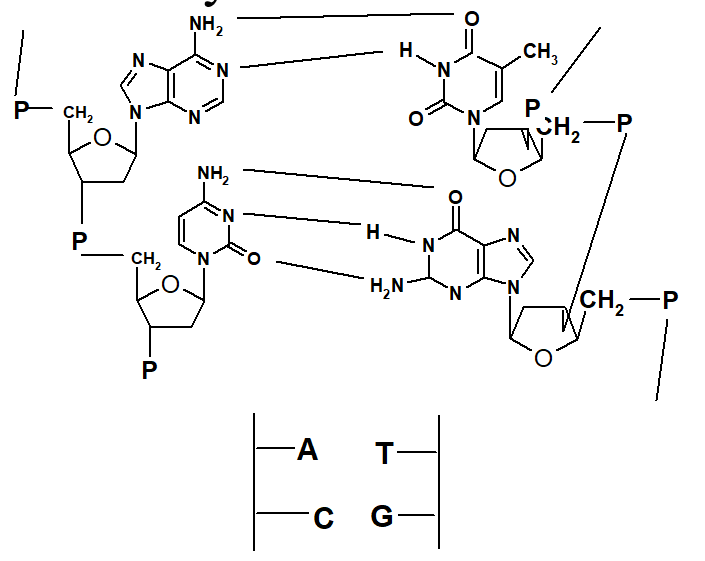 NH2 O
N N H N CH3
P CH2 N N O N P CH2 P
O O
NH2 O
P N H N N
CH2 N O H2N N N CH2 P
O O
P
A T
C G